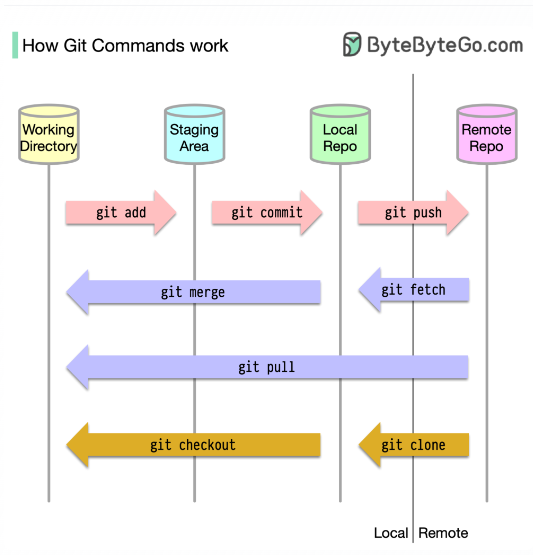 How Git Commands work
ByteByteGo.com
Working
Directory
Staging
Area
Local
Repo
Remote
Repo
git add
git commit
git push
git merge
git fetch
git pull
git checkout
git clone
Local
Remote